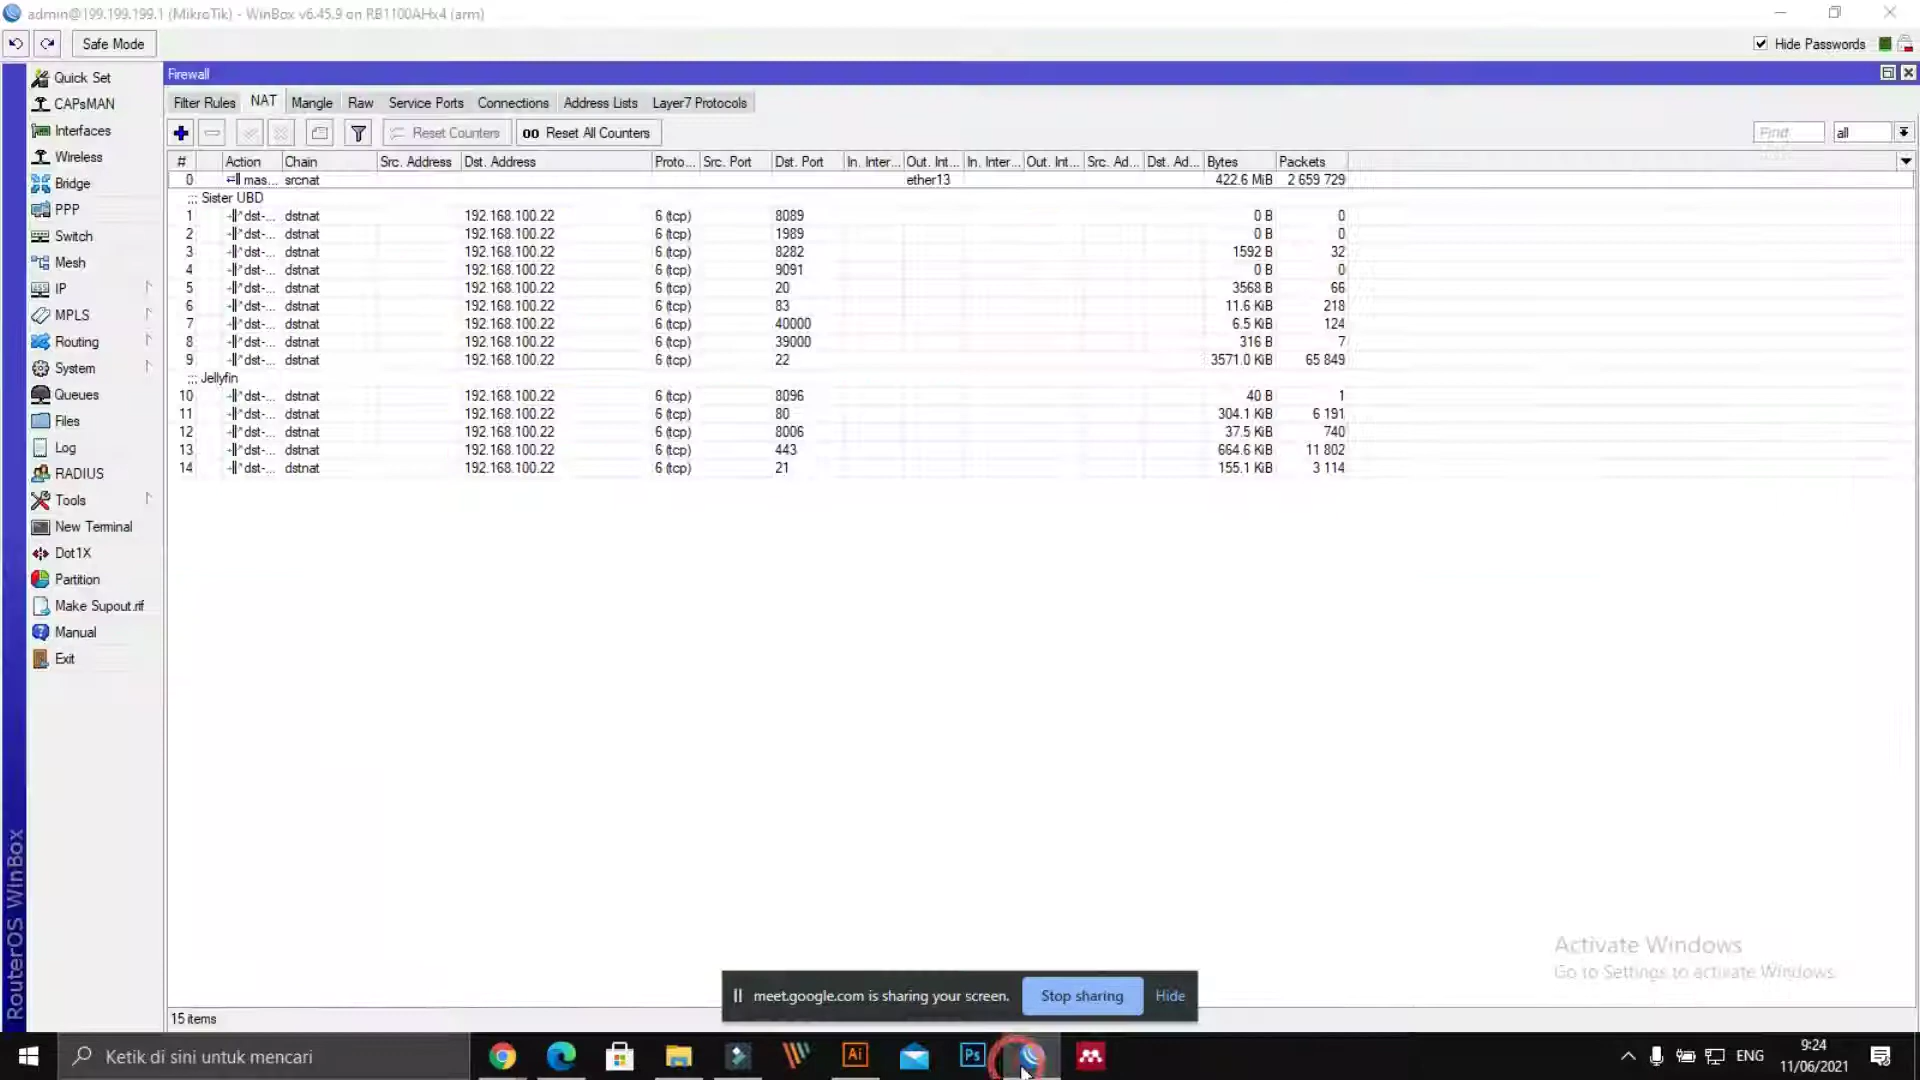 admin@199.199.199.1 (MikroTik) - WinBox v6.45.9 on RB1100AHx4 (arm)
Safe Mode
Hide Passwords
Quick Set
CAPsMAN
Interfaces
Wireless
Bridge
PPP
Switch
Mesh
IP
MPLS
Routing
System
Queues
Files
Log
RADIUS
Tools
New Terminal
Dot1X
Partition
Make Supout.rif
Manual
Exit
RouterOS WinBox
Firewall
Filter Rules NAT Mangle Raw Service Ports Connections Address Lists Layer7 Protocols
Reset Counters 00 Reset All Counters Find all
# Action Chain Src. Address Dst. Address Proto... Src. Port Dst. Port In. Inter... Out. Int... In. Inter... Out. Int... Src. Ad... Dst. Ad... Bytes Packets
0 mas... srcnat ether13 422.6 MiB 2 659 729
;;; Sister UBD
1 dst-... dstnat 192.168.100.22 6 (tcp) 8089 0 B 0
2 dst-... dstnat 192.168.100.22 6 (tcp) 1989 0 B 0
3 dst-... dstnat 192.168.100.22 6 (tcp) 8282 1592 B 32
4 dst-... dstnat 192.168.100.22 6 (tcp) 9091 0 B 0
5 dst-... dstnat 192.168.100.22 6 (tcp) 20 3568 B 66
6 dst-... dstnat 192.168.100.22 6 (tcp) 83 11.6 KiB 218
7 dst-... dstnat 192.168.100.22 6 (tcp) 40000 6.5 KiB 124
8 dst-... dstnat 192.168.100.22 6 (tcp) 39000 316 B 7
9 dst-... dstnat 192.168.100.22 6 (tcp) 22 3571.0 KiB 65 849
;;; Jellyfin
10 dst-... dstnat 192.168.100.22 6 (tcp) 8096 40 B 1
11 dst-... dstnat 192.168.100.22 6 (tcp) 80 304.1 KiB 6 191
12 dst-... dstnat 192.168.100.22 6 (tcp) 8006 37.5 KiB 740
13 dst-... dstnat 192.168.100.22 6 (tcp) 443 664.6 KiB 11 802
14 dst-... dstnat 192.168.100.22 6 (tcp) 21 155.1 KiB 3 114
Activate Windows
Go to Settings to activate Windows.
meet.google.com is sharing your screen. Stop sharing Hide
15 items
Ketik di sini untuk mencari
Ai
Ps
ENG
9:24
11/06/2021